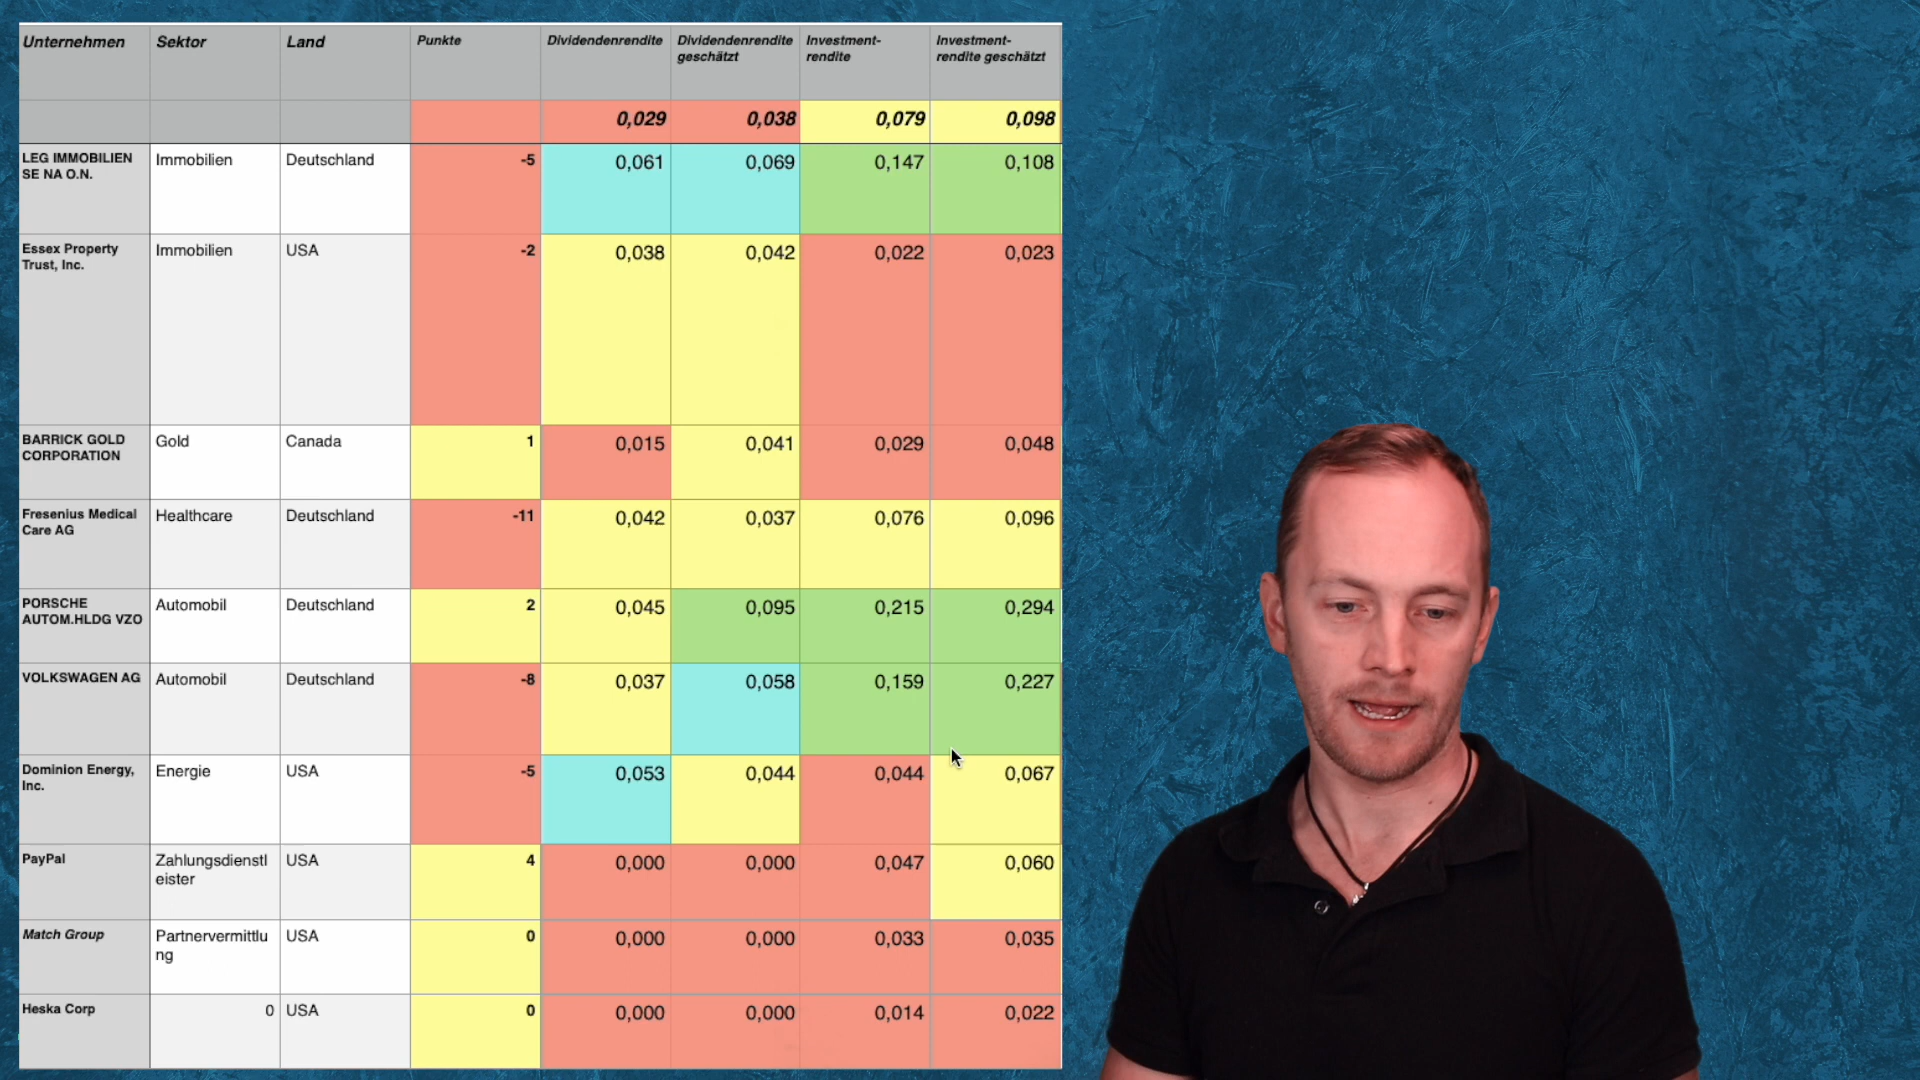 Unternehmen Sektor Land Punkte Dividendenrendite Dividendenrendite geschätzt Investment-rendite Investment-rendite geschätzt
0,029 0,038 0,079 0,098
LEG IMMOBILIEN SE NA O.N. Immobilien Deutschland -5 0,061 0,069 0,147 0,108
Essex Property Trust, Inc. Immobilien USA -2 0,038 0,042 0,022 0,023
BARRICK GOLD CORPORATION Gold Canada 1 0,015 0,041 0,029 0,048
Fresenius Medical Care AG Healthcare Deutschland -11 0,042 0,037 0,076 0,096
PORSCHE AUTOM.HLDG VZO Automobil Deutschland 2 0,045 0,095 0,215 0,294
VOLKSWAGEN AG Automobil Deutschland -8 0,037 0,058 0,159 0,227
Dominion Energy, Inc. Energie USA -5 0,053 0,044 0,044 0,067
PayPal Zahlungsdienstleister USA 4 0,000 0,000 0,047 0,060
Match Group Partnervermittlung USA 0 0,000 0,000 0,033 0,035
Heska Corp 0 USA 0 0,000 0,000 0,014 0,022